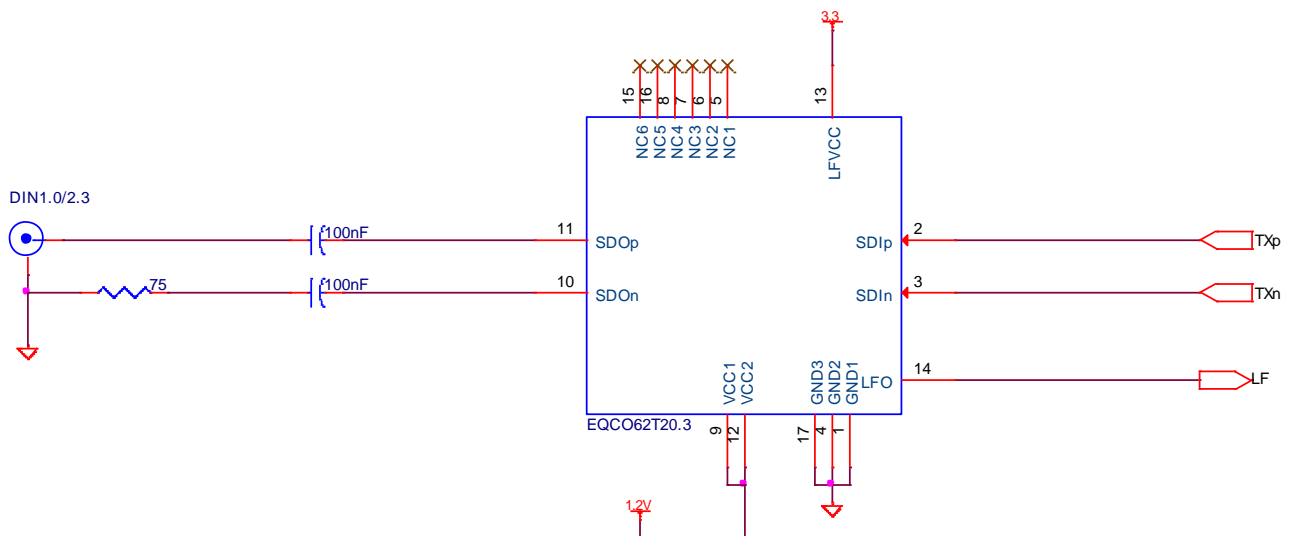 3.3
15
16
8
7
6
5
13
NC6
NC5
NC4
NC3
NC2
NC1
LFVCC
DIN1.0/2.3
100nF
11
SDOp
SDIp
2
TXp
75
100nF
10
SDOn
SDIn
3
TXn
VCC1
VCC2
GND3
GND2
GND1
LFO
14
LF
EQCO62T20.3
9
12
17
4
1
1.2V